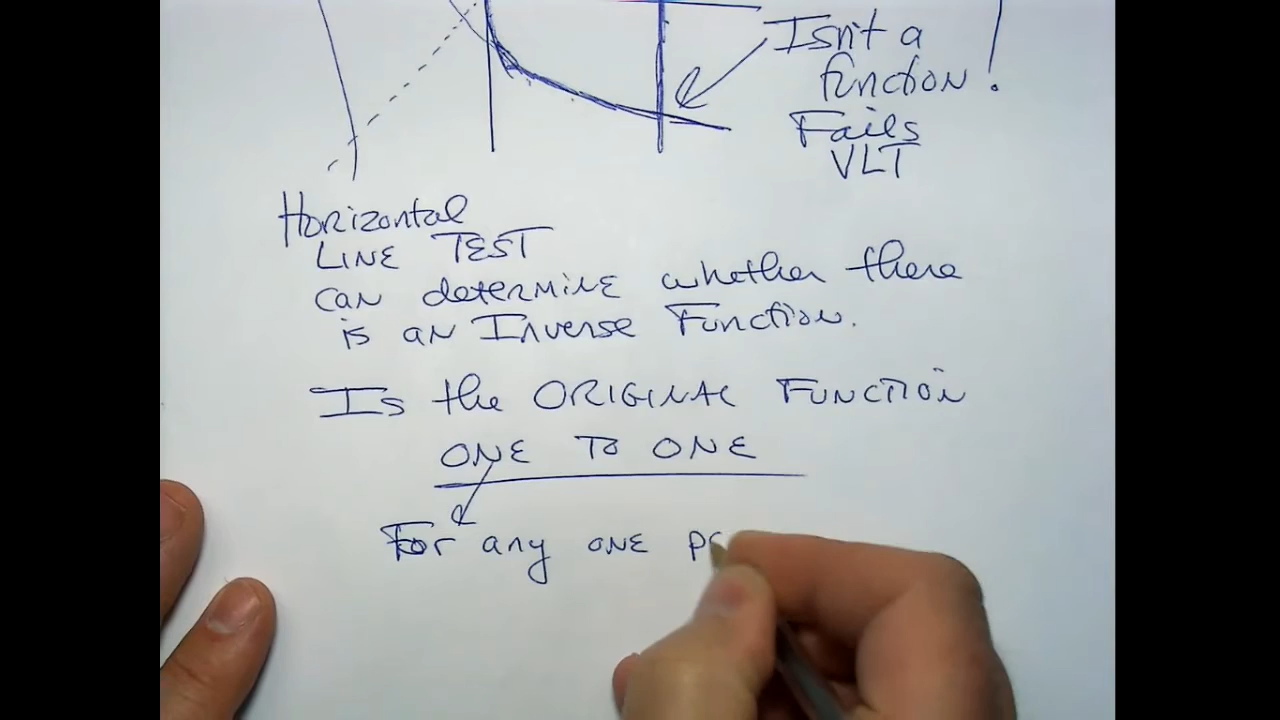 Isn't a
function!
Fails
VLT
Horizontal
LINE TEST
can determine whether there
is an Inverse Function.
Is the ORIGINAL FUNCTION
ONE TO ONE
For any one po